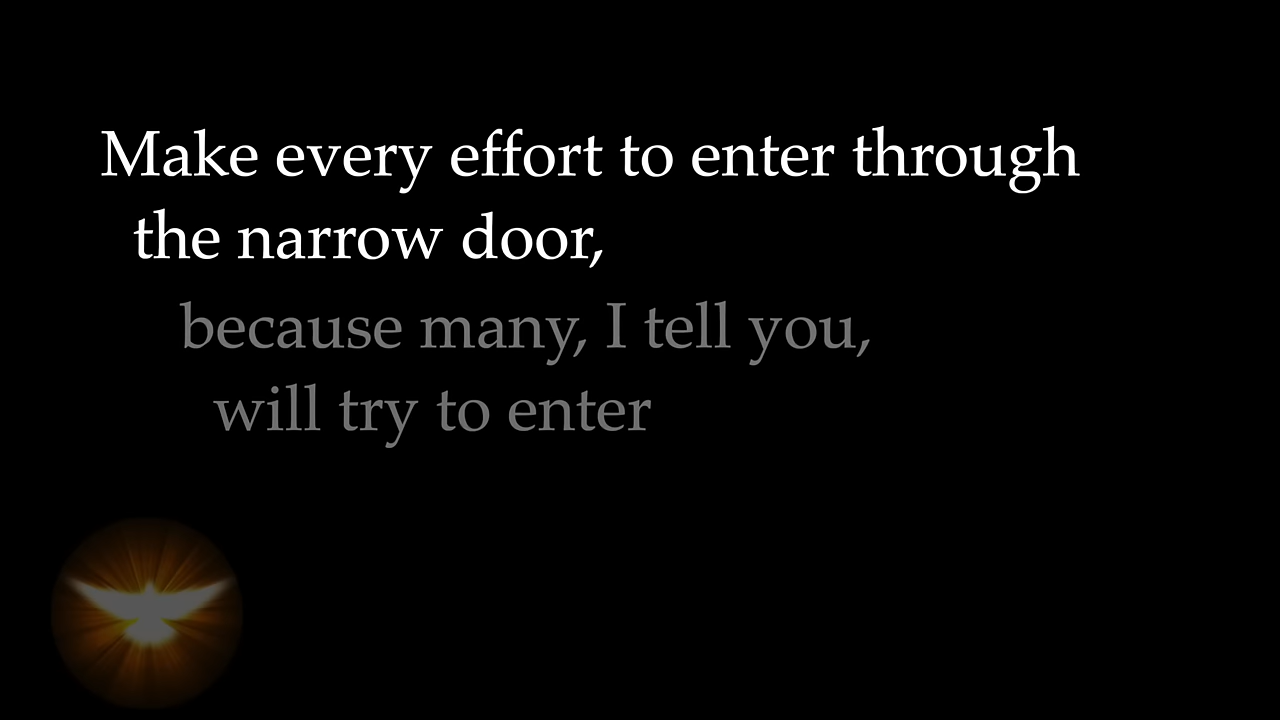 Make every effort to enter through
the narrow door,
because many, I tell you,
will try to enter